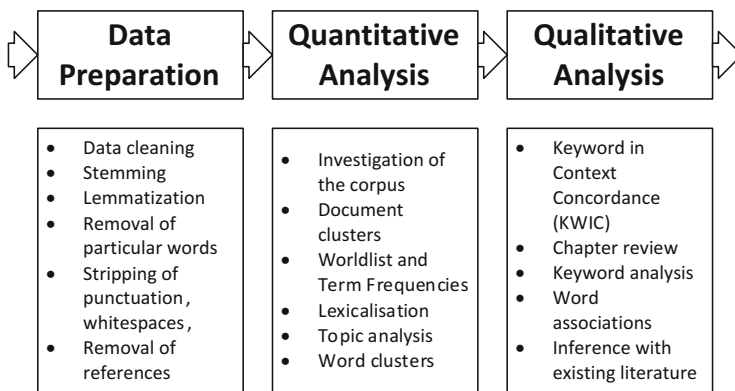 Data
Preparation
Quantitative
Analysis
Qualitative
Analysis
• Data cleaning
• Stemming
• Lemmatization
• Removal of
particular words
• Stripping of
punctuation,
whitespaces,
• Removal of
references
• Investigation of
the corpus
• Document
clusters
• Worldlist and
Term Frequencies
• Lexicalisation
• Topic analysis
• Word clusters
• Keyword in
Context
Concordance
(KWIC)
• Chapter review
• Keyword analysis
• Word
associations
• Inference with
existing literature